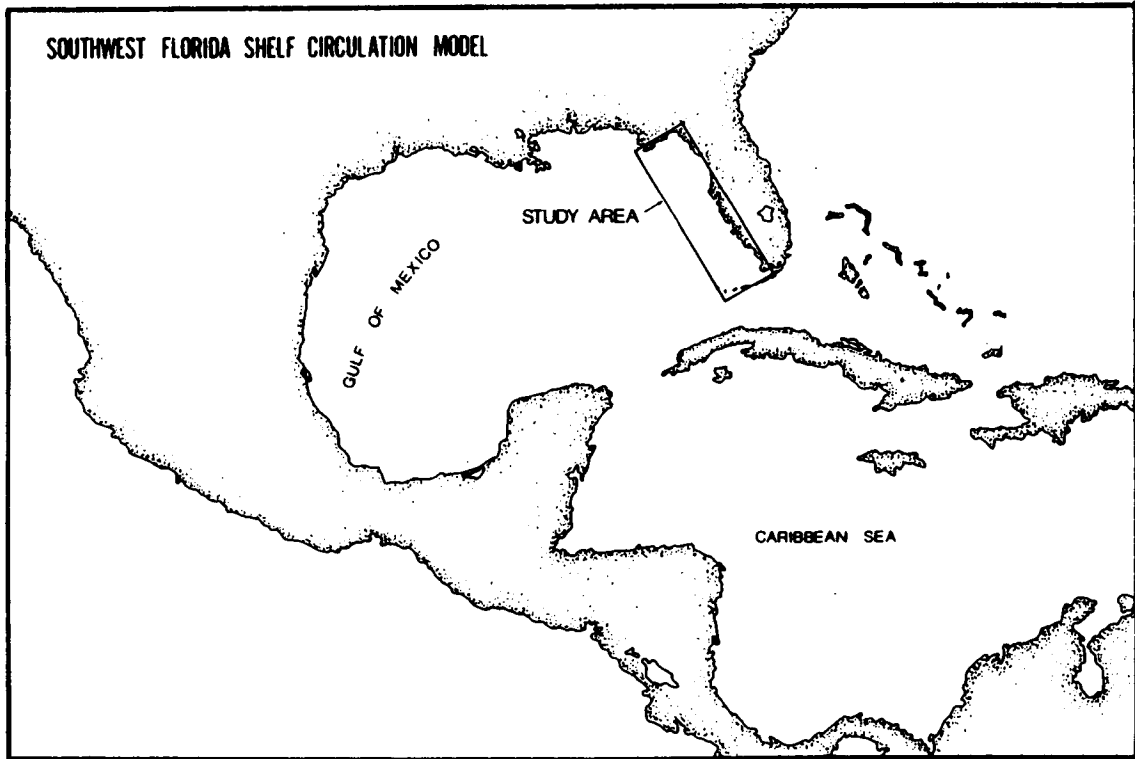 SOUTHWEST FLORIDA SHELF CIRCULATION MODEL
STUDY AREA
GULF OF MEXICO
CARIBBEAN SEA